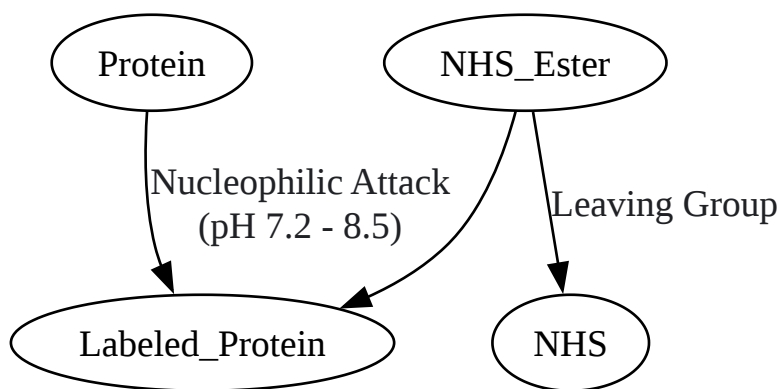 Protein
NHS_Ester
Nucleophilic Attack
(pH 7.2 - 8.5)
Leaving Group
Labeled_Protein
NHS